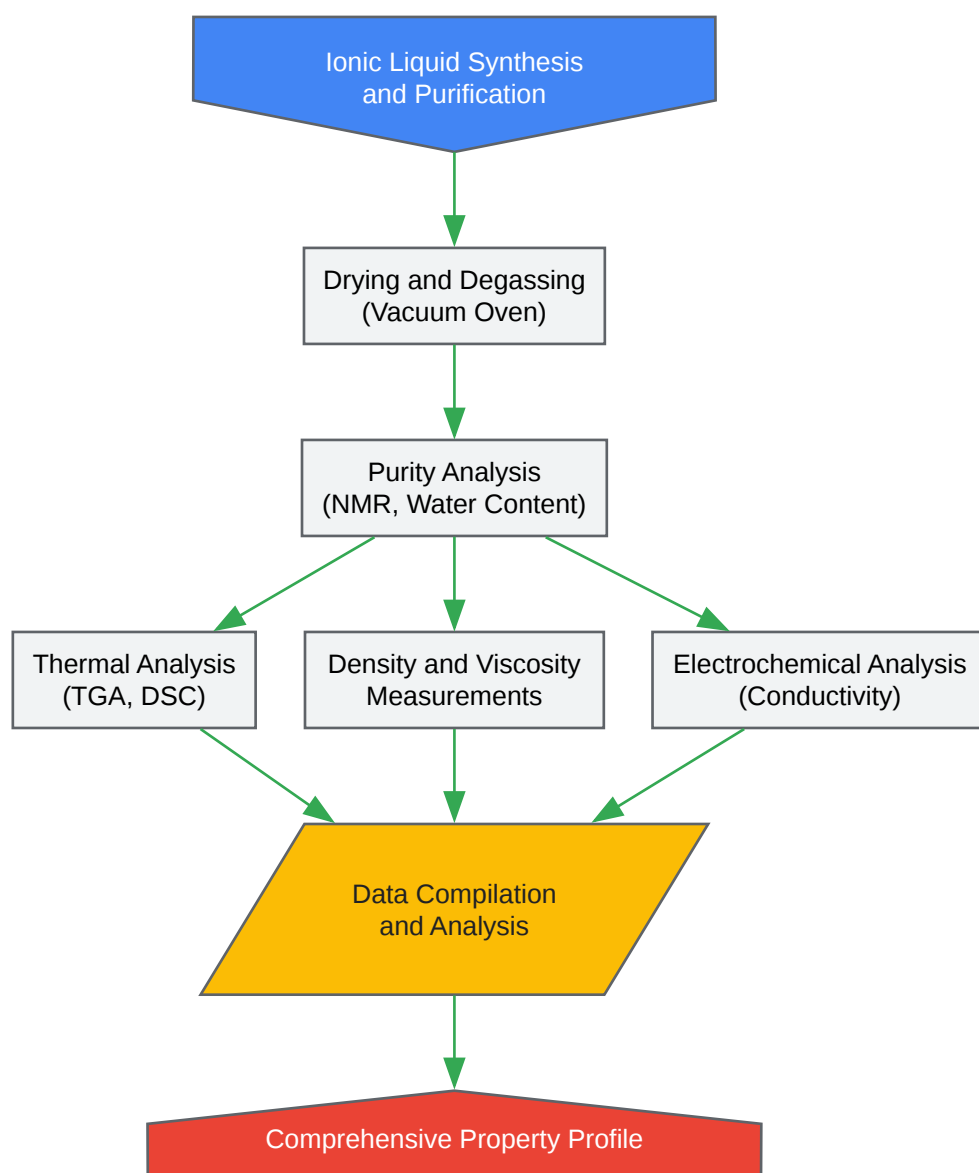 Ionic Liquid Synthesis
and Purification
Drying and Degassing
(Vacuum Oven)
Purity Analysis
(NMR, Water Content)
Thermal Analysis
(TGA, DSC)
Density and Viscosity
Measurements
Electrochemical Analysis
(Conductivity)
Data Compilation
and Analysis
Comprehensive Property Profile